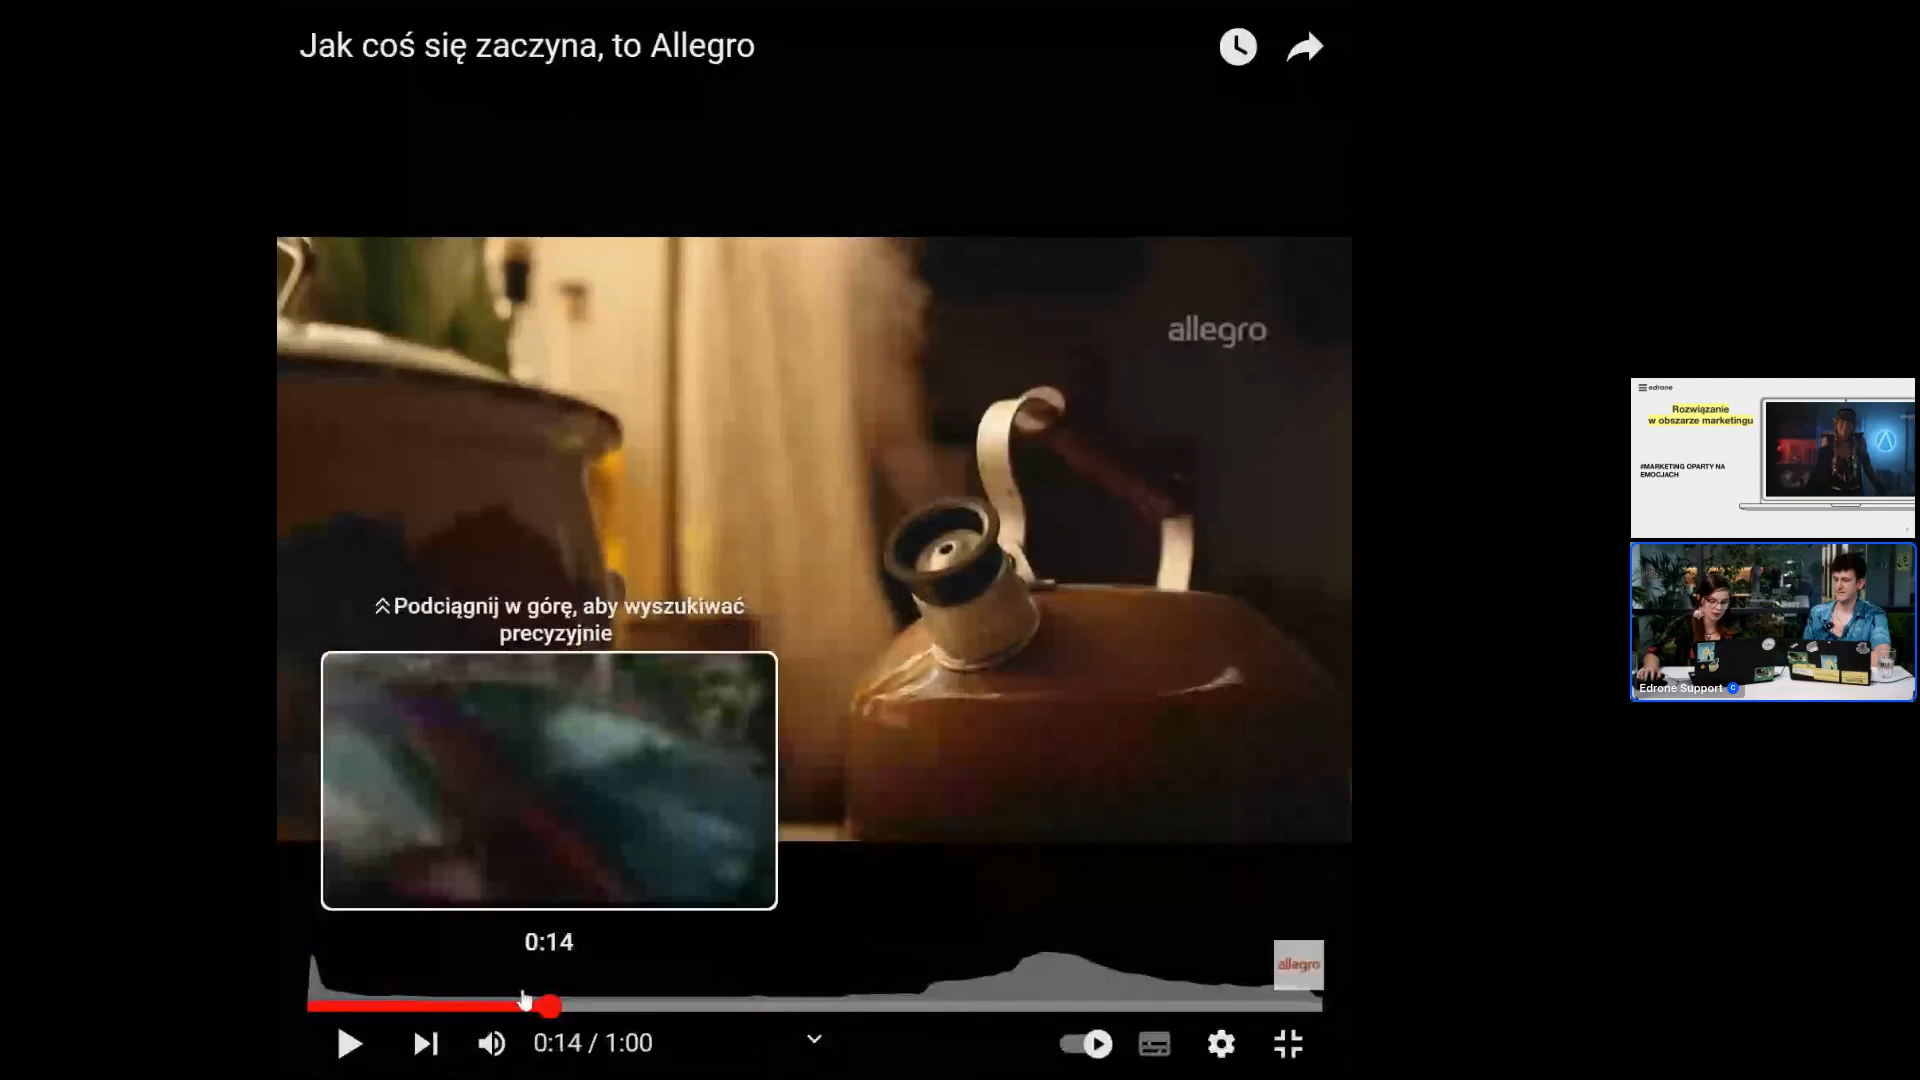 Jak coś się zaczyna, to Allegro
allegro
Podciągnij w górę, aby wyszukiwać
precyzyjnie
0:14
allegro
0:14 / 1:00
edrone
Rozwiązanie
w obszarze marketingu
#MARKETING OPARTY NA
EMOCJACH
Edrone Support